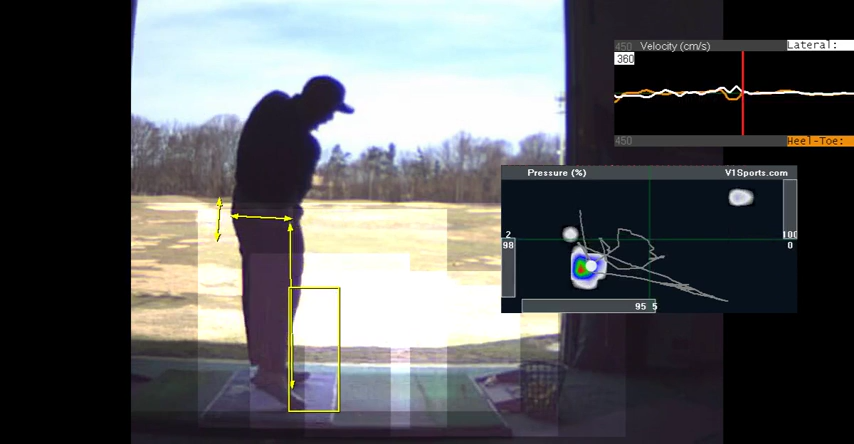 450 Velocity (cm/s) Lateral:
360
450 Heel-Toe:
Pressure (%) V1Sports.com
2 100
98 0
95 5